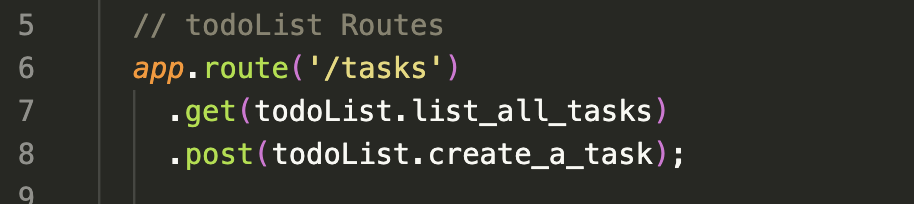 5 // todoList Routes
6 app.route('/tasks')
7 .get(todoList.list_all_tasks)
8 .post(todoList.create_a_task);
9